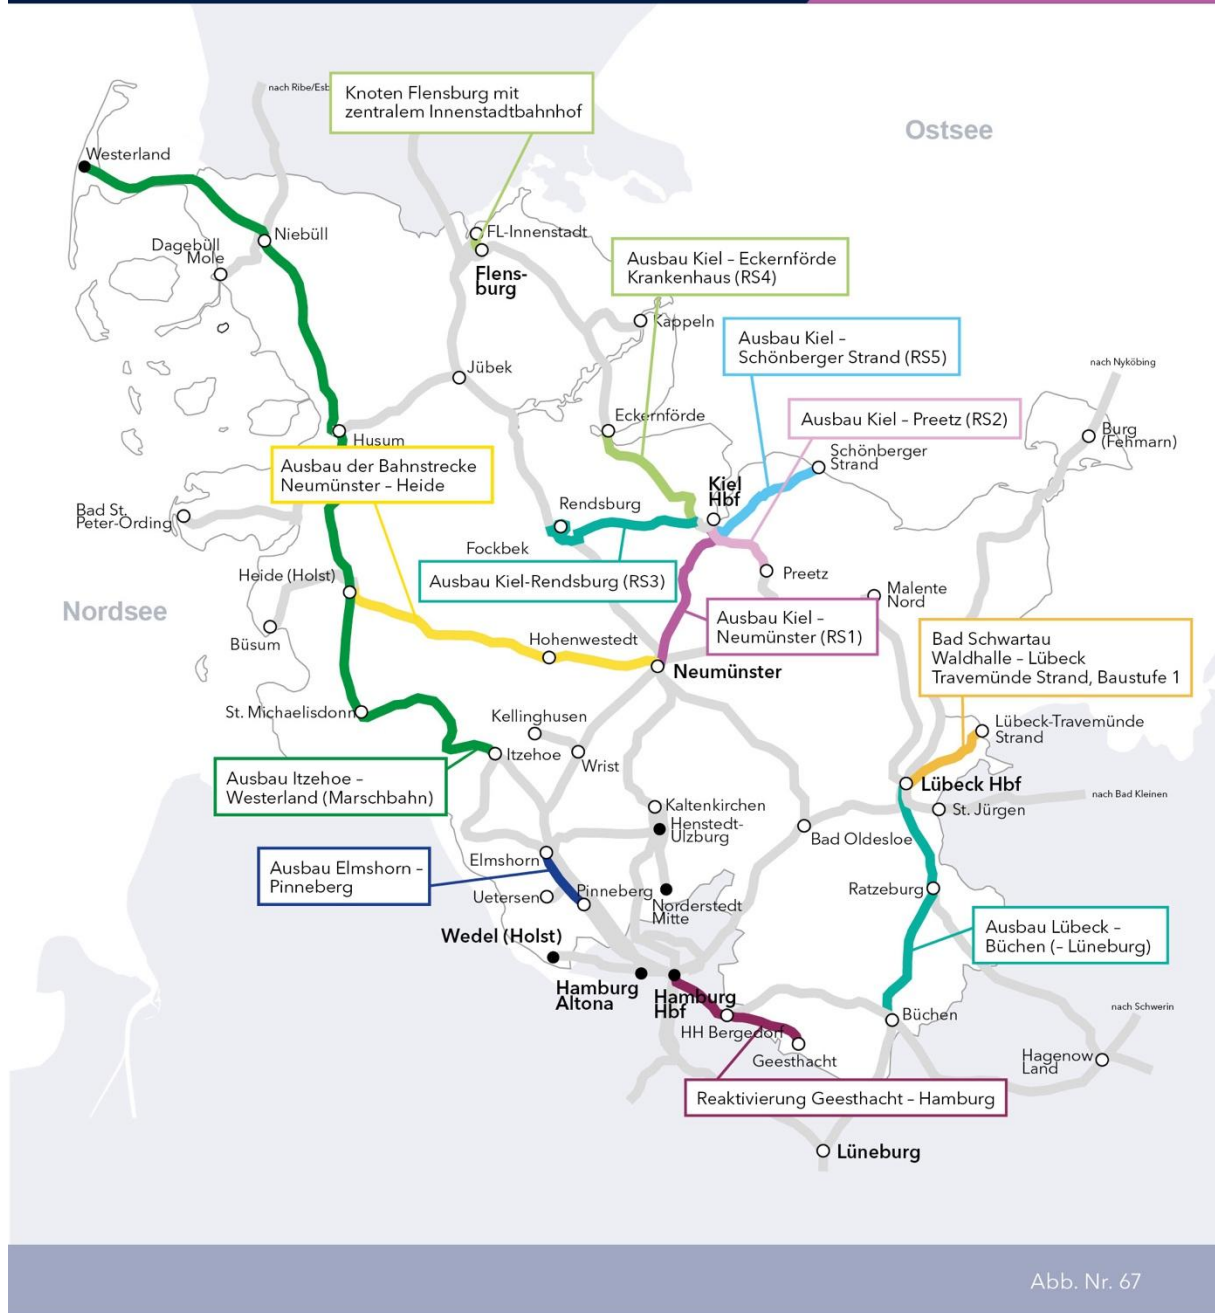 nach Ribe/Esb
Knoten Flensburg mit
zentralem Innenstadtbahnhof
Ostsee
Westerland
Niebüll
FL-Innenstadt
Dagebüll
Mole
Flens-
burg
Ausbau Kiel – Eckernförde
Krankenhaus (RS4)
Kappeln
Ausbau Kiel –
Schönberger Strand (RS5)
nach Nyköbing
Jübek
Eckernförde
Ausbau Kiel – Preetz (RS2)
Burg
(Fehmarn)
Husum
Schönberger
Strand
Ausbau der Bahnstrecke
Neumünster – Heide
Kiel
Hbf
Bad St.
Peter-Ording
Rendsburg
Fockbek
Heide (Holst)
Ausbau Kiel-Rendsburg (RS3)
Preetz
Malente
Nord
Nordsee
Büsum
Ausbau Kiel –
Neumünster (RS1)
Hohenwestedt
Neumünster
Bad Schwartau
Waldhalle – Lübeck
Travemünde Strand, Baustufe 1
St. Michaelisdonn
Kellinghusen
Lübeck-Travemünde
Strand
Itzehoe
Wrist
Ausbau Itzehoe –
Westerland (Marschbahn)
Lübeck Hbf
nach Bad Kleinen
Kaltenkirchen
St. Jürgen
Henstedt-
Ulzburg
Bad Oldesloe
Elmshorn
Ausbau Elmshorn –
Pinneberg
Pinneberg
Uetersen
Norderstedt
Mitte
Ratzeburg
Wedel (Holst)
Ausbau Lübeck –
Büchen (– Lüneburg)
Hamburg
Altona
Hamburg
Hbf
nach Schwerin
HH Bergedorf
Büchen
Geesthacht
Hagenow
Land
Reaktivierung Geesthacht – Hamburg
Lüneburg
Abb. Nr. 67